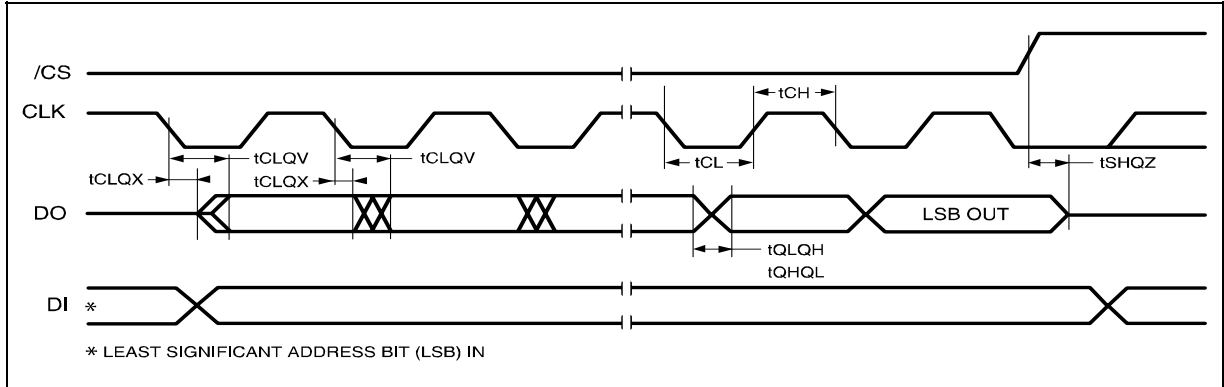 /CS
CLK
tCH
tCLQV
tCLQV
tCL
tSHQZ
tCLQX
tCLQX
DO
LSB OUT
tQLQH
tQHQL
DI *
* LEAST SIGNIFICANT ADDRESS BIT (LSB) IN